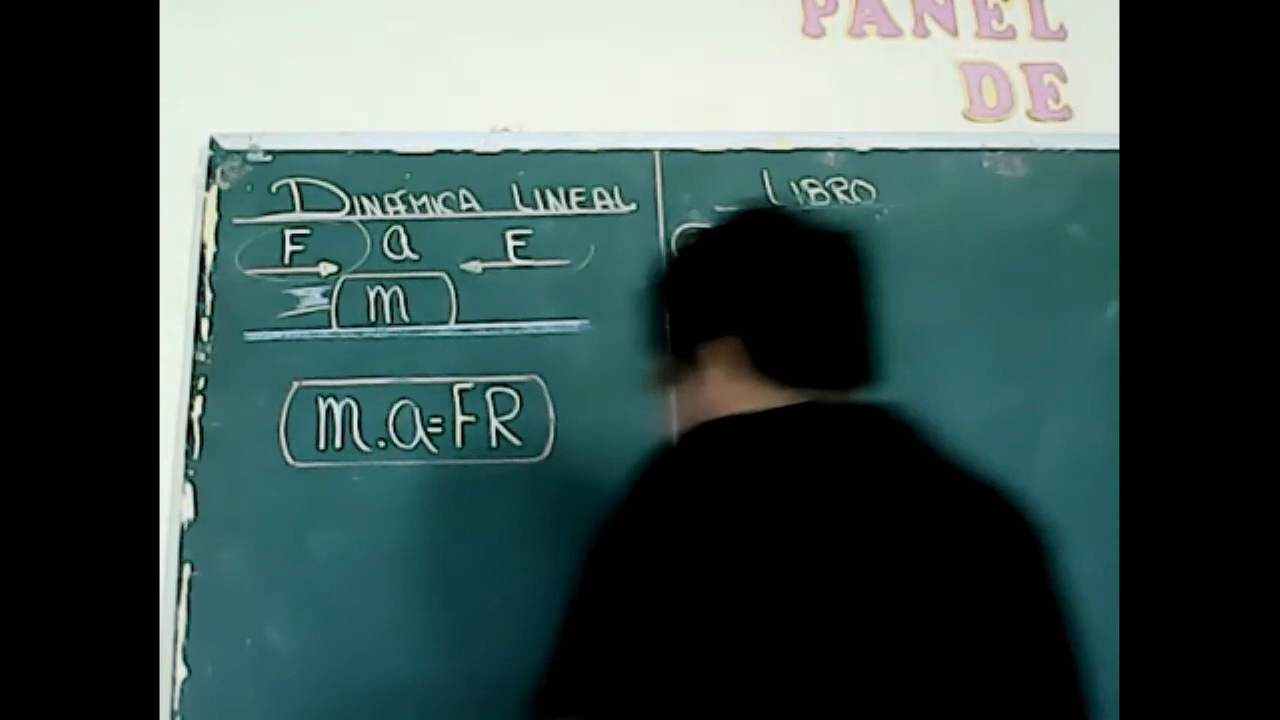 PANEL
DE
DINÁMICA LINEAL
F a F
m
m.a=FR
LIBRO